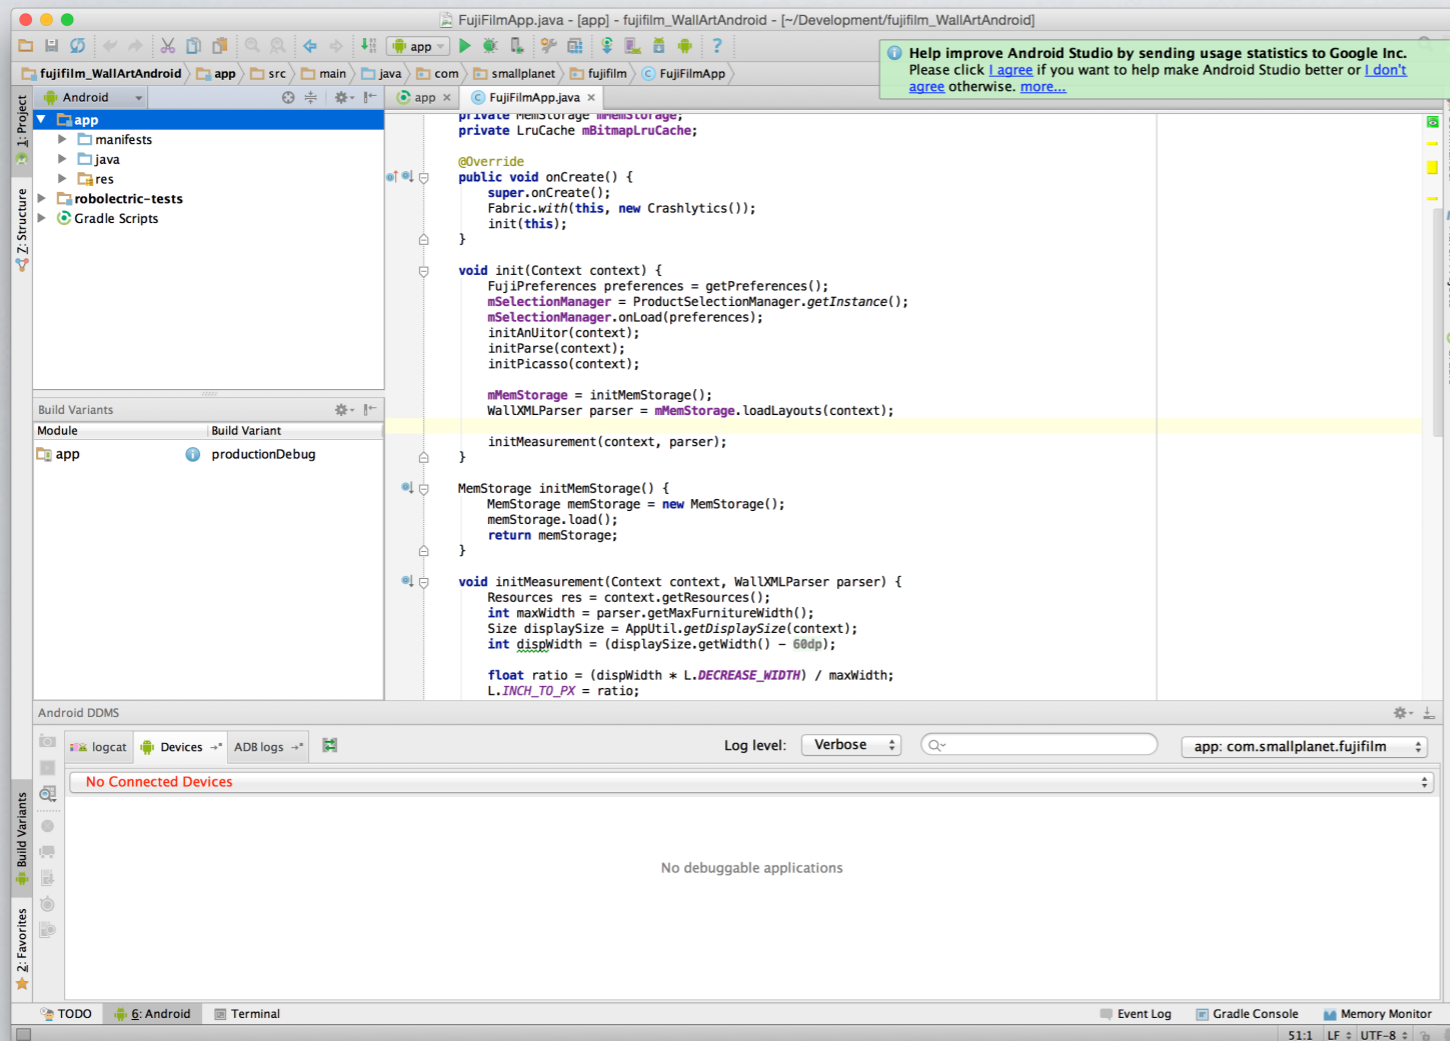 FujiFilmApp.java - [app] - fujifilm_WallArtAndroid - [~/Development/fujifilm_WallArtAndroid]
app
?
Help improve Android Studio by sending usage statistics to Google Inc.
Please click I agree if you want to help make Android Studio better or I don't
agree otherwise. more...
fujifilm_WallArtAndroid app src main java com smallplanet fujifilm FujiFilmApp
1: Project
Z: Structure
Build Variants
2: Favorites
Android
app
manifests
java
res
robolectric-tests
Gradle Scripts
Build Variants
Module Build Variant
app productionDebug
app FujiFilmApp.java
private MemStorage mMemStorage;
private LruCache mBitmapLruCache;
@Override
public void onCreate() {
super.onCreate();
Fabric.with(this, new Crashlytics());
init(this);
}
void init(Context context) {
FujiPreferences preferences = getPreferences();
mSelectionManager = ProductSelectionManager.getInstance();
mSelectionManager.onLoad(preferences);
initAnUitor(context);
initParse(context);
initPicasso(context);
mMemStorage = initMemStorage();
WallXMLParser parser = mMemStorage.loadLayouts(context);
initMeasurement(context, parser);
}
MemStorage initMemStorage() {
MemStorage memStorage = new MemStorage();
memStorage.load();
return memStorage;
}
void initMeasurement(Context context, WallXMLParser parser) {
Resources res = context.getResources();
int maxWidth = parser.getMaxFurnitureWidth();
Size displaySize = AppUtil.getDisplaySize(context);
int dispWidth = (displaySize.getWidth() - 60dp);
float ratio = (dispWidth * L.DECREASE_WIDTH) / maxWidth;
L.INCH_TO_PX = ratio;
Android DDMS
logcat Devices ADB logs Log level: Verbose app: com.smallplanet.fujifilm
No Connected Devices
No debuggable applications
TODO 6: Android Terminal Event Log Gradle Console Memory Monitor
51:1 LF UTF-8